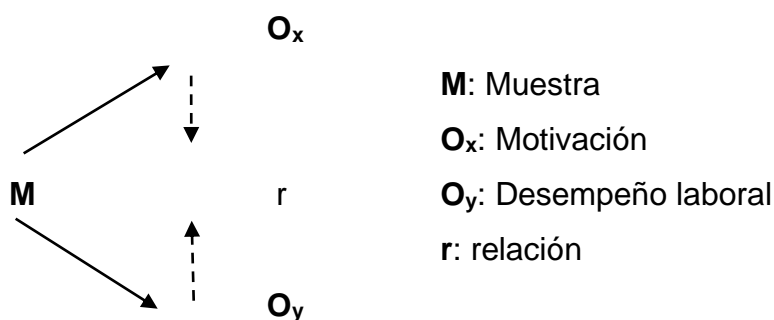 Oₓ
M: Muestra
Oₓ: Motivación
M
r
Oᵧ: Desempeño laboral
r: relación
Oᵧ